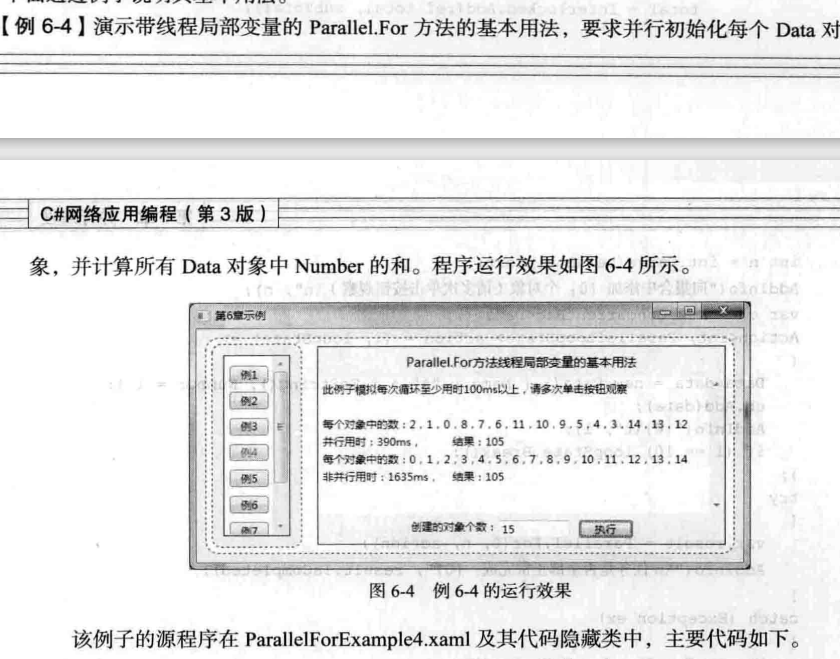 【例 6-4】演示带线程局部变量的 Parallel.For 方法的基本用法，要求并行初始化每个 Data 对
C#网络应用编程（第 3 版）
象，并计算所有 Data 对象中 Number 的和。程序运行效果如图 6-4 所示。
第6章示例
例1
例2
例3
例4
例5
例6
例7
Parallel.For方法线程局部变量的基本用法
此例子模拟每次循环至少用时100ms以上，请多次单击按钮观察
每个对象中的数：2，1，0，8，7，6，11，10，9，5，4，3，14，13，12
并行用时：390ms， 结果：105
每个对象中的数：0，1，2，3，4，5，6，7，8，9，10，11，12，13，14
非并行用时：1635ms， 结果：105
创建的对象个数： 15 执行
图 6-4 例 6-4 的运行效果
该例子的源程序在 ParallelForExample4.xaml 及其代码隐藏类中，主要代码如下。